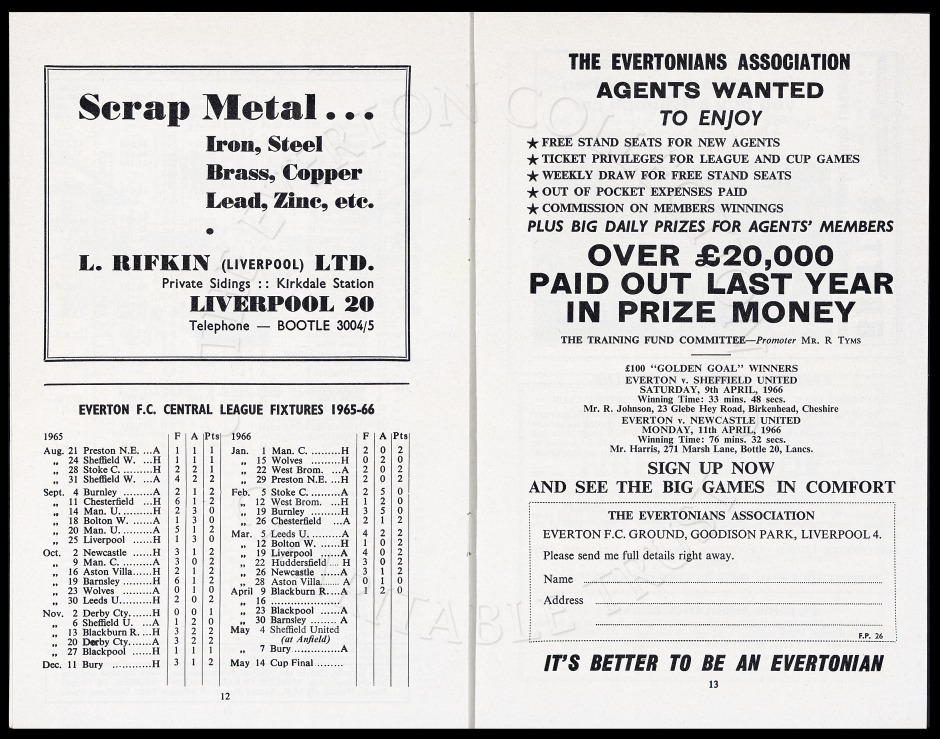 Scrap Metal...
Iron, Steel
Brass, Copper
Lead, Zinc, etc.
•
L. RIFKIN (LIVERPOOL) LTD.
Private Sidings :: Kirkdale Station
LIVERPOOL 20
Telephone — BOOTLE 3004/5
EVERTON F.C. CENTRAL LEAGUE FIXTURES 1965-66
1965 F A Pts
Aug. 21 Preston N.E. ...A 1 1 1
„ 24 Sheffield W. ...H 1 1 1
„ 28 Stoke C. .......H 2 2 1
„ 31 Sheffield W. ...A 4 2 2
Sept. 4 Burnley .........A 2 1 2
„ 11 Chesterfield ...H 6 1 2
„ 14 Man. U..........H 2 3 0
„ 18 Bolton W. ......A 1 3 0
„ 20 Man. U. .........A 5 1 2
„ 25 Liverpool ......H 1 3 0
Oct. 2 Newcastle ......H 3 1 2
„ 9 Man. C. .........A 3 0 2
„ 16 Aston Villa ......H 2 1 2
„ 19 Barnsley .........H 6 1 2
„ 23 Wolves .........A 0 1 0
„ 30 Leeds U..........H 2 0 2
Nov. 2 Derby Cty.......H 0 0 1
„ 6 Sheffield U. ...A 1 2 0
„ 13 Blackburn R. ...H 3 2 2
„ 20 Derby Cty.......A 3 2 2
„ 27 Blackpool ......H 1 1 1
Dec. 11 Bury ............H 3 1 2
1966 F A Pts
Jan. 1 Man. C. .........H 2 0 2
„ 15 Wolves .........H 0 2 0
„ 22 West Brom. ...A 2 0 2
„ 29 Preston N.E. ...H 2 0 2
Feb. 5 Stoke C. .........A 2 5 0
„ 12 West Brom. ...H 1 2 0
„ 19 Burnley .........H 3 5 0
„ 26 Chesterfield ...A 2 1 2
Mar. 5 Leeds U..........A 4 2 2
„ 12 Bolton W. ......H 1 0 2
„ 19 Liverpool ......A 4 0 2
„ 22 Huddersfield ...H 3 0 2
„ 26 Newcastle ......A 3 1 2
„ 28 Aston Villa...... A 0 1 0
April 9 Blackburn R....A 1 2 0
„ 16 ..................
„ 23 Blackpool ......A
„ 30 Barnsley .........A
May 4 Sheffield United
(at Anfield)
„ 7 Bury...............A
May 14 Cup Final ........
12
THE EVERTONIANS ASSOCIATION
AGENTS WANTED
TO ENJOY
★ FREE STAND SEATS FOR NEW AGENTS
★ TICKET PRIVILEGES FOR LEAGUE AND CUP GAMES
★ WEEKLY DRAW FOR FREE STAND SEATS
★ OUT OF POCKET EXPENSES PAID
★ COMMISSION ON MEMBERS WINNINGS
PLUS BIG DAILY PRIZES FOR AGENTS' MEMBERS
OVER £20,000
PAID OUT LAST YEAR
IN PRIZE MONEY
THE TRAINING FUND COMMITTEE—Promoter MR. R TYMS
£100 "GOLDEN GOAL" WINNERS
EVERTON v. SHEFFIELD UNITED
SATURDAY, 9th APRIL, 1966
Winning Time: 33 mins. 48 secs.
Mr. R. Johnson, 23 Glebe Hey Road, Birkenhead, Cheshire
EVERTON v. NEWCASTLE UNITED
MONDAY, 11th APRIL, 1966
Winning Time: 76 mins. 32 secs.
Mr. Harris, 271 Marsh Lane, Bottle 20, Lancs.
SIGN UP NOW
AND SEE THE BIG GAMES IN COMFORT
THE EVERTONIANS ASSOCIATION
EVERTON F.C. GROUND, GOODISON PARK, LIVERPOOL 4.
Please send me full details right away.
Name
Address
F.P. 26
IT'S BETTER TO BE AN EVERTONIAN
13